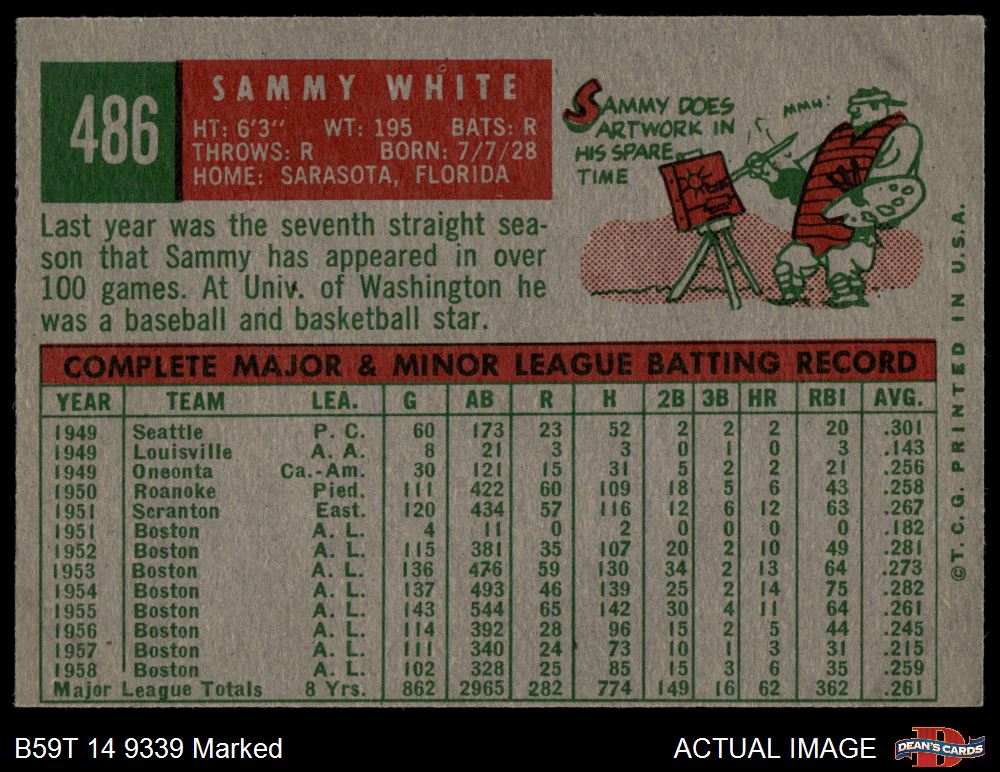 486
SAMMY WHITE
HT: 6'3" WT: 195 BATS: R
THROWS: R BORN: 7/7/28
HOME: SARASOTA, FLORIDA
SAMMY DOES
ARTWORK IN
HIS SPARE
TIME
MMM!
Last year was the seventh straight sea-
son that Sammy has appeared in over
100 games. At Univ. of Washington he
was a baseball and basketball star.
COMPLETE MAJOR & MINOR LEAGUE BATTING RECORD
YEAR TEAM LEA. G AB R H 2B 3B HR RBI AVG.
1949 Seattle P. C. 60 173 23 52 2 2 2 20 .301
1949 Louisville A. A. 8 21 3 3 0 1 0 3 .143
1949 Oneonta Ca.-Am. 30 121 15 31 5 2 2 21 .256
1950 Roanoke Pied. 111 422 60 109 18 5 6 43 .258
1951 Scranton East. 120 434 57 116 12 6 12 63 .267
1951 Boston A. L. 4 11 0 2 0 0 0 0 .182
1952 Boston A. L. 115 381 35 107 20 2 10 49 .281
1953 Boston A. L. 136 476 59 130 34 2 13 64 .273
1954 Boston A. L. 137 493 46 139 25 2 14 75 .282
1955 Boston A. L. 143 544 65 142 30 4 11 64 .261
1956 Boston A. L. 114 392 28 96 15 2 5 44 .245
1957 Boston A. L. 111 340 24 73 10 1 3 31 .215
1958 Boston A. L. 102 328 25 85 15 3 6 35 .259
Major League Totals 8 Yrs. 862 2965 282 774 149 16 62 362 .261
©T. C. G. PRINTED IN U.S.A.
B59T 14 9339 Marked
ACTUAL IMAGE
DEAN'S CARDS